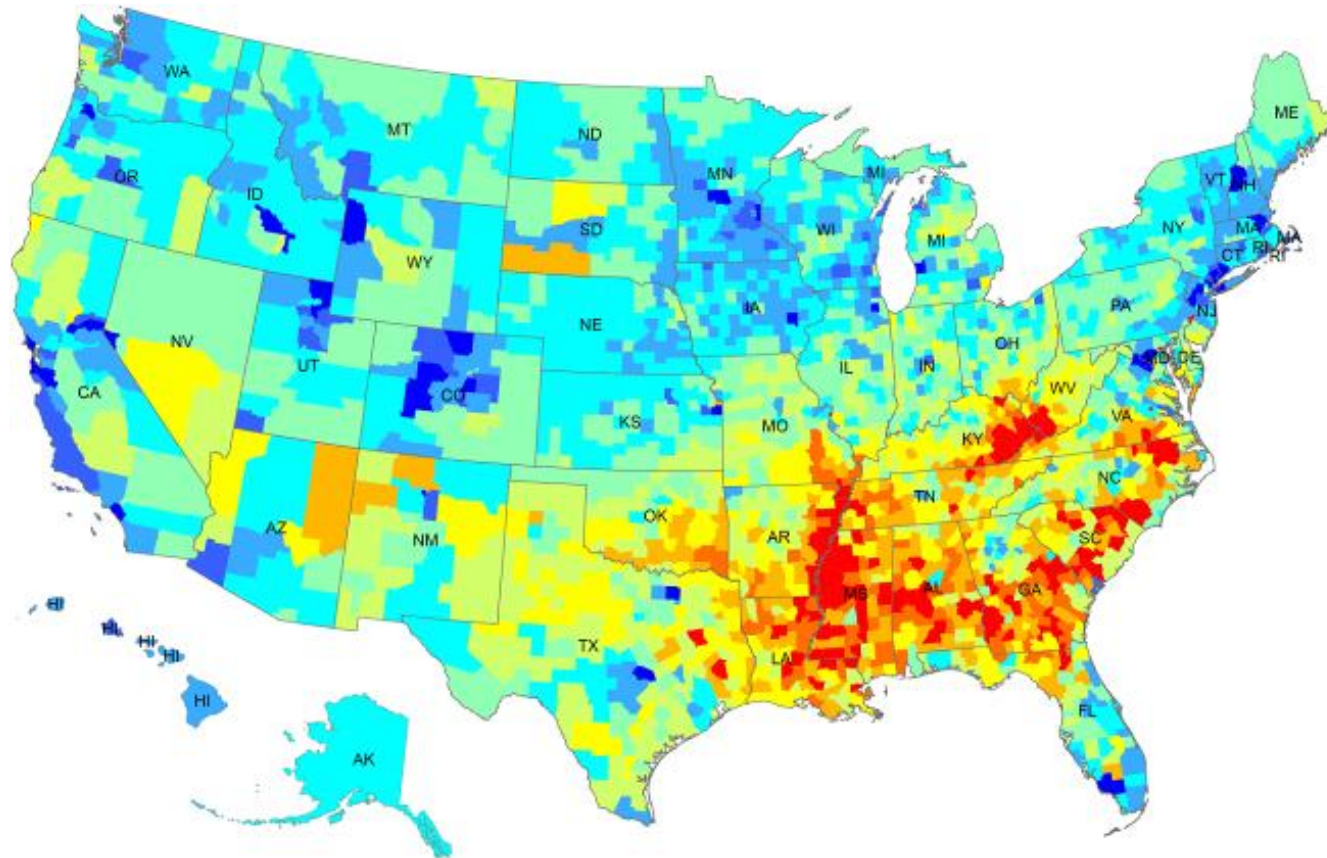 WA
MT
ND
MN
ME
OR
ID
SD
WI
MI
MI
VT
NH
NY
MA
MA
CT
RI
RI
WY
IA
PA
NJ
NE
NV
UT
CO
IL
IN
OH
MD
DE
CA
KS
MO
WV
VA
KY
AZ
NM
OK
AR
TN
NC
SC
MS
AL
GA
TX
LA
FL
HI
HI
HI
HI
HI
AK